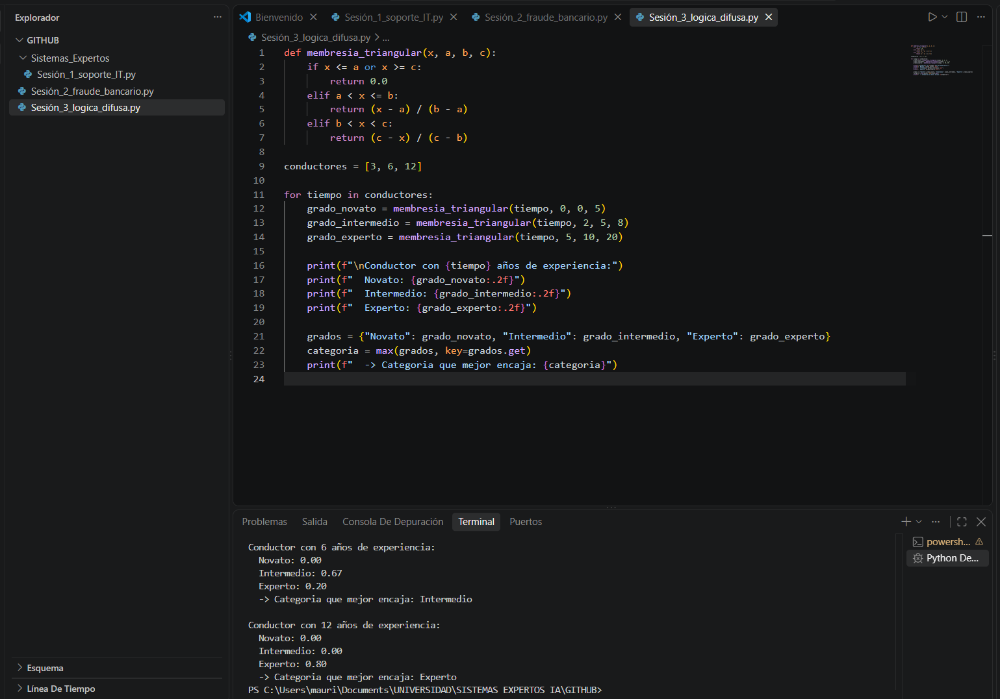 Explorador
GITHUB
Sistemas_Expertos
Sesión_1_soporte_IT.py
Sesión_2_fraude_bancario.py
Sesión_3_logica_difusa.py
Bienvenido
Sesión_1_soporte_IT.py
Sesión_2_fraude_bancario.py
Sesión_3_logica_difusa.py
Sesión_3_logica_difusa.py > ...
1 def membresia_triangular(x, a, b, c):
2     if x <= a or x >= c:
3         return 0.0
4     elif a < x <= b:
5         return (x - a) / (b - a)
6     elif b < x < c:
7         return (c - x) / (c - b)
8
9 conductores = [3, 6, 12]
10
11 for tiempo in conductores:
12     grado_novato = membresia_triangular(tiempo, 0, 0, 5)
13     grado_intermedio = membresia_triangular(tiempo, 2, 5, 8)
14     grado_experto = membresia_triangular(tiempo, 5, 10, 20)
15
16     print(f"\nConductor con {tiempo} años de experiencia:")
17     print(f"  Novato: {grado_novato:.2f}")
18     print(f"  Intermedio: {grado_intermedio:.2f}")
19     print(f"  Experto: {grado_experto:.2f}")
20
21     grados = {"Novato": grado_novato, "Intermedio": grado_intermedio, "Experto": grado_experto}
22     categoria = max(grados, key=grados.get)
23     print(f"  -> Categoria que mejor encaja: {categoria}")
24
Problemas
Salida
Consola De Depuración
Terminal
Puertos
Conductor con 6 años de experiencia:
  Novato: 0.00
  Intermedio: 0.67
  Experto: 0.20
  -> Categoria que mejor encaja: Intermedio
Conductor con 12 años de experiencia:
  Novato: 0.00
  Intermedio: 0.00
  Experto: 0.80
  -> Categoria que mejor encaja: Experto
PS C:\Users\mauri\Documents\UNIVERSIDAD\SISTEMAS EXPERTOS IA\GITHUB>
powersh...
Python De...
Esquema
Línea De Tiempo